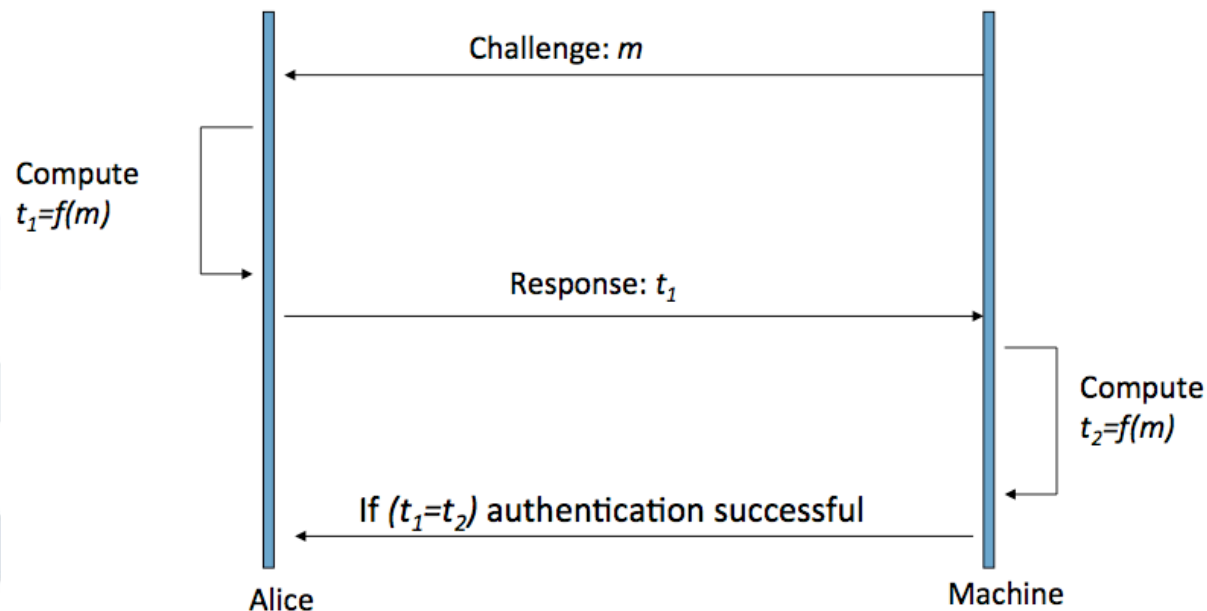 Challenge: m
Compute
t₁=f(m)
Response: t₁
Compute
t₂=f(m)
If (t₁=t₂) authentication successful
Alice
Machine